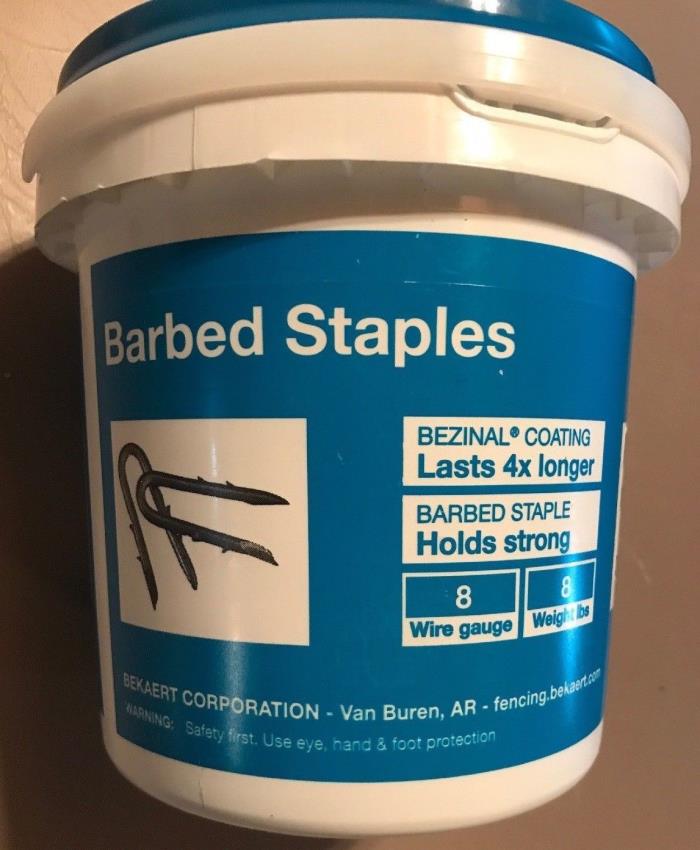 Barbed Staples
BEZINAL® COATING
Lasts 4x longer
BARBED STAPLE
Holds strong
8
Wire gauge
8
Weight lbs
BEKAERT CORPORATION - Van Buren, AR - fencing.bekaert.com
WARNING: Safety first. Use eye, hand & foot protection